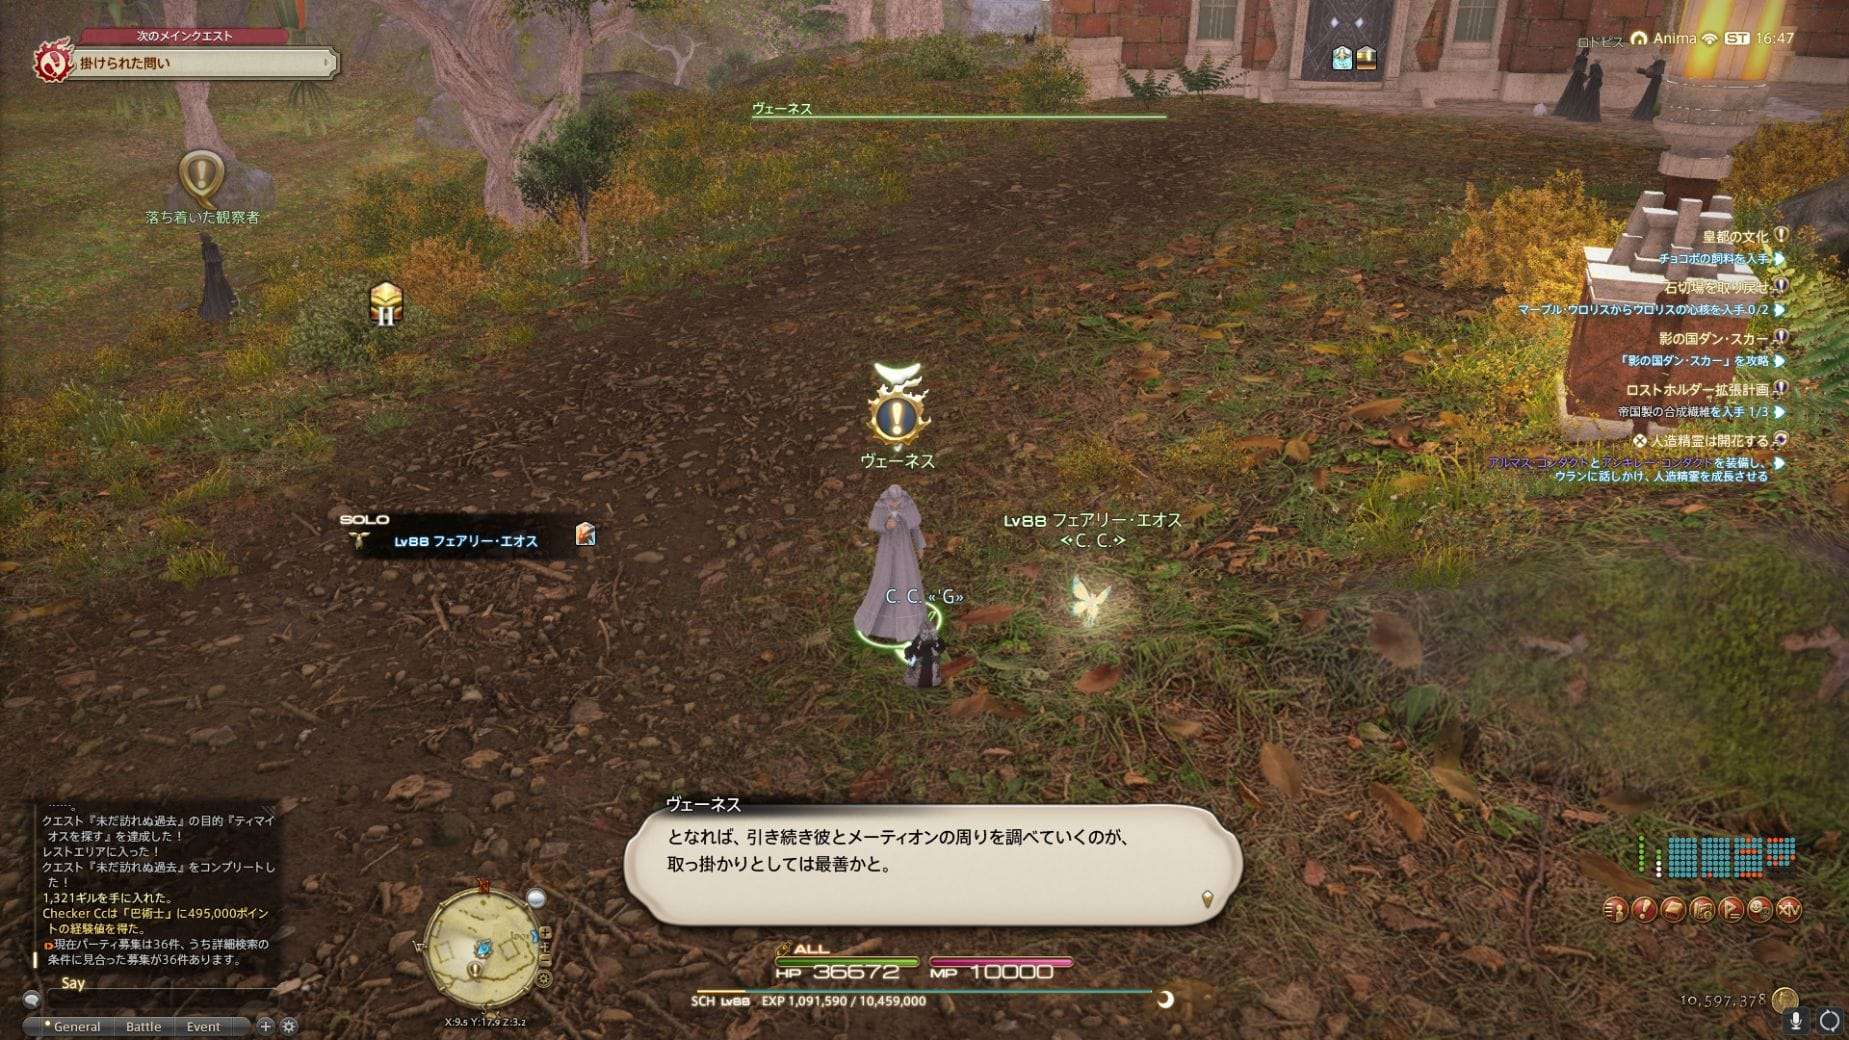 次のメインクエスト
掛けられた問い
ロドピス Anima ST 16:47
ヴェーネス
落ち着いた観察者
H
皇都の文化
チョコボの飼料を入手
石切場を取り戻せ
マーブル・ウロリスからウロリスの心核を入手 0/2
影の国ダン・スカー
「影の国ダン・スカー」を攻略
ロストホルダー拡張計画
帝国製の合成繊維を入手 1/3
人造精霊は開花する
アルマス・コンダクトとアンキレー・コンダクトを装備し、
ウランに話しかけ、人造精霊を成長させる
ヴェーネス
SOLO
Lv88 フェアリー・エオス
Lv88 フェアリー・エオス
<C. C.>
C. C. «'G»
ヴェーネス
となれば、引き続き彼とメーティオンの周りを調べていくのが、
取っ掛かりとしては最善かと。
……。
クエスト『未だ訪れぬ過去』の目的『ティマイ
オスを探す』を達成した！
レストエリアに入った！
クエスト『未だ訪れぬ過去』をコンプリートし
た！
1,321ギルを手に入れた。
Checker Ccは「巴術士」に495,000ポイン
トの経験値を得た。
現在パーティ募集は36件、うち詳細検索の
条件に見合った募集が36件あります。
Say
General Battle Event
X:9.5 Y:17.9 Z:3.2
ALL
HP 36672 MP 10000
SCH Lv88 EXP 1,091,590 / 10,459,000
XIV
10,597,378